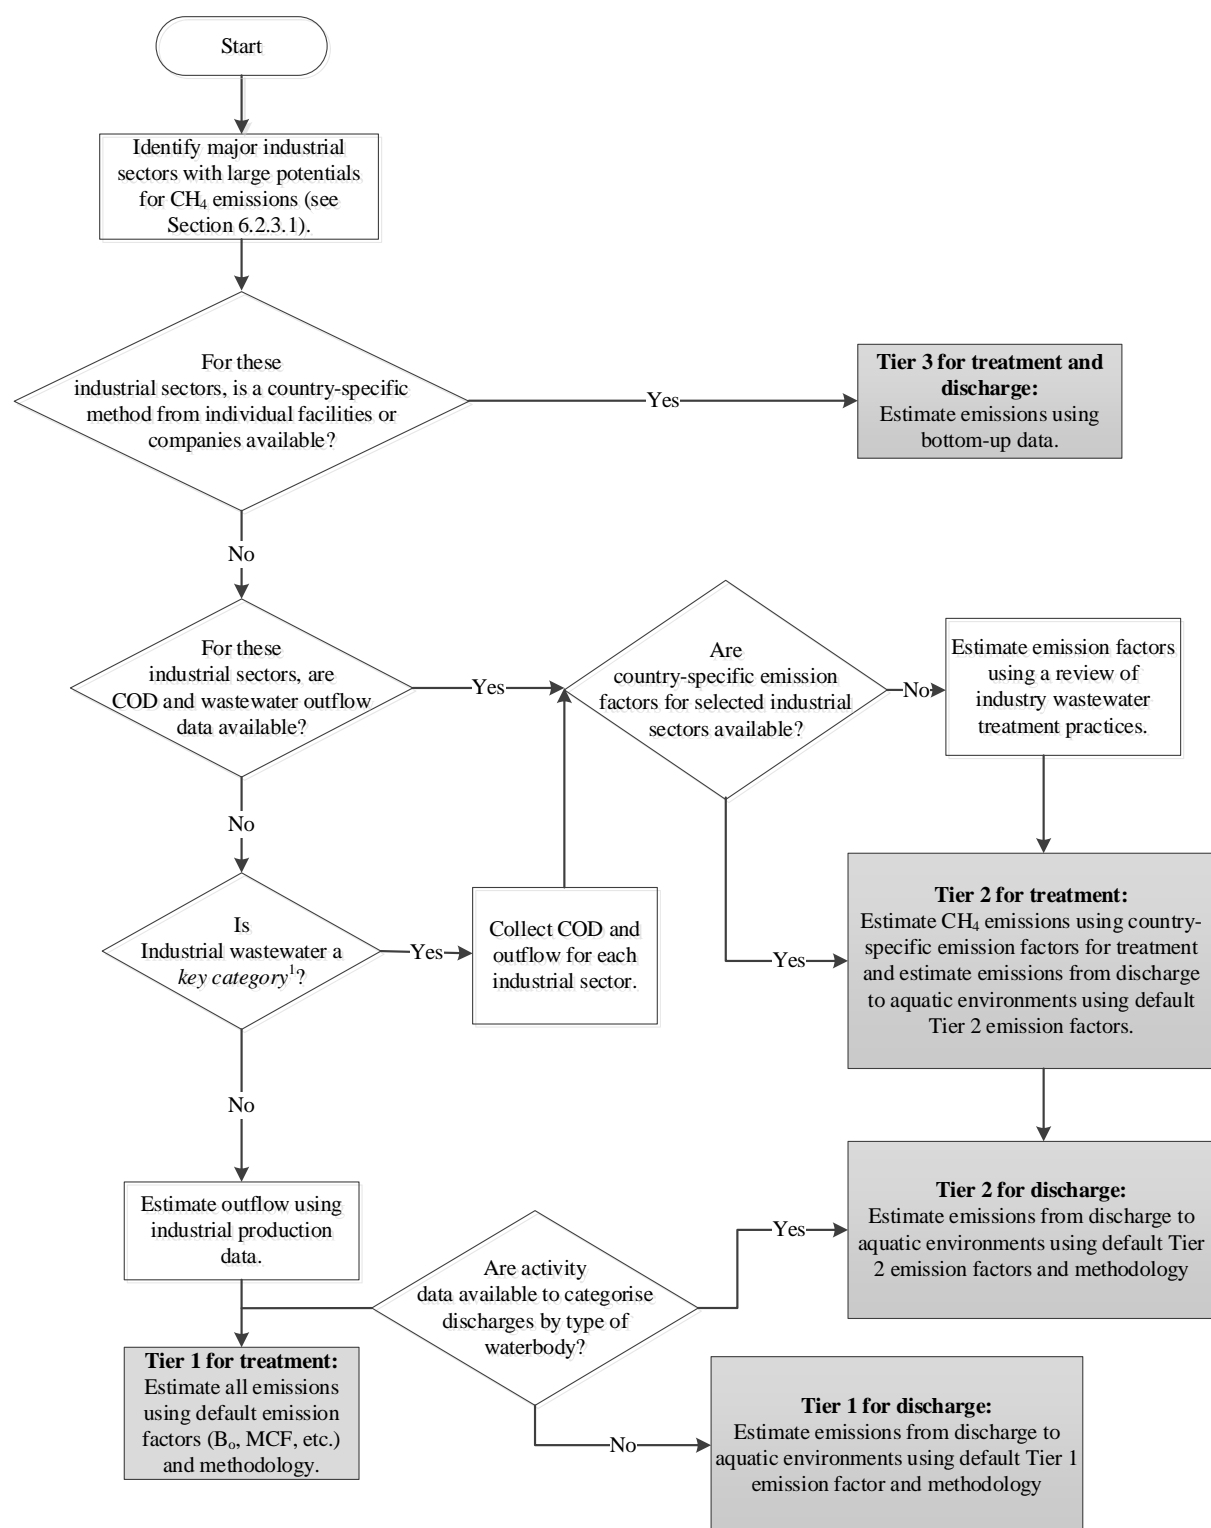 Start
Identify major industrial
sectors with large potentials
for CH₄ emissions (see
Section 6.2.3.1).
For these
industrial sectors, is a country-specific
method from individual facilities or
companies available?
Yes
Tier 3 for treatment and
discharge:
Estimate emissions using
bottom-up data.
No
For these
industrial sectors, are
COD and wastewater outflow
data available?
Yes
Are
country-specific emission
factors for selected industrial
sectors available?
No
Estimate emission factors
using a review of
industry wastewater
treatment practices.
No
Is
Industrial wastewater a
key category¹?
Yes
Collect COD and
outflow for each
industrial sector.
Yes
Tier 2 for treatment:
Estimate CH₄ emissions using country-
specific emission factors for treatment
and estimate emissions from discharge
to aquatic environments using default
Tier 2 emission factors.
No
Estimate outflow using
industrial production
data.
Are activity
data available to categorise
discharges by type of
waterbody?
Yes
Tier 2 for discharge:
Estimate emissions from discharge to
aquatic environments using default Tier
2 emission factors and methodology
Tier 1 for treatment:
Estimate all emissions
using default emission
factors (Bₒ, MCF, etc.)
and methodology.
No
Tier 1 for discharge:
Estimate emissions from discharge to
aquatic environments using default Tier 1
emission factor and methodology